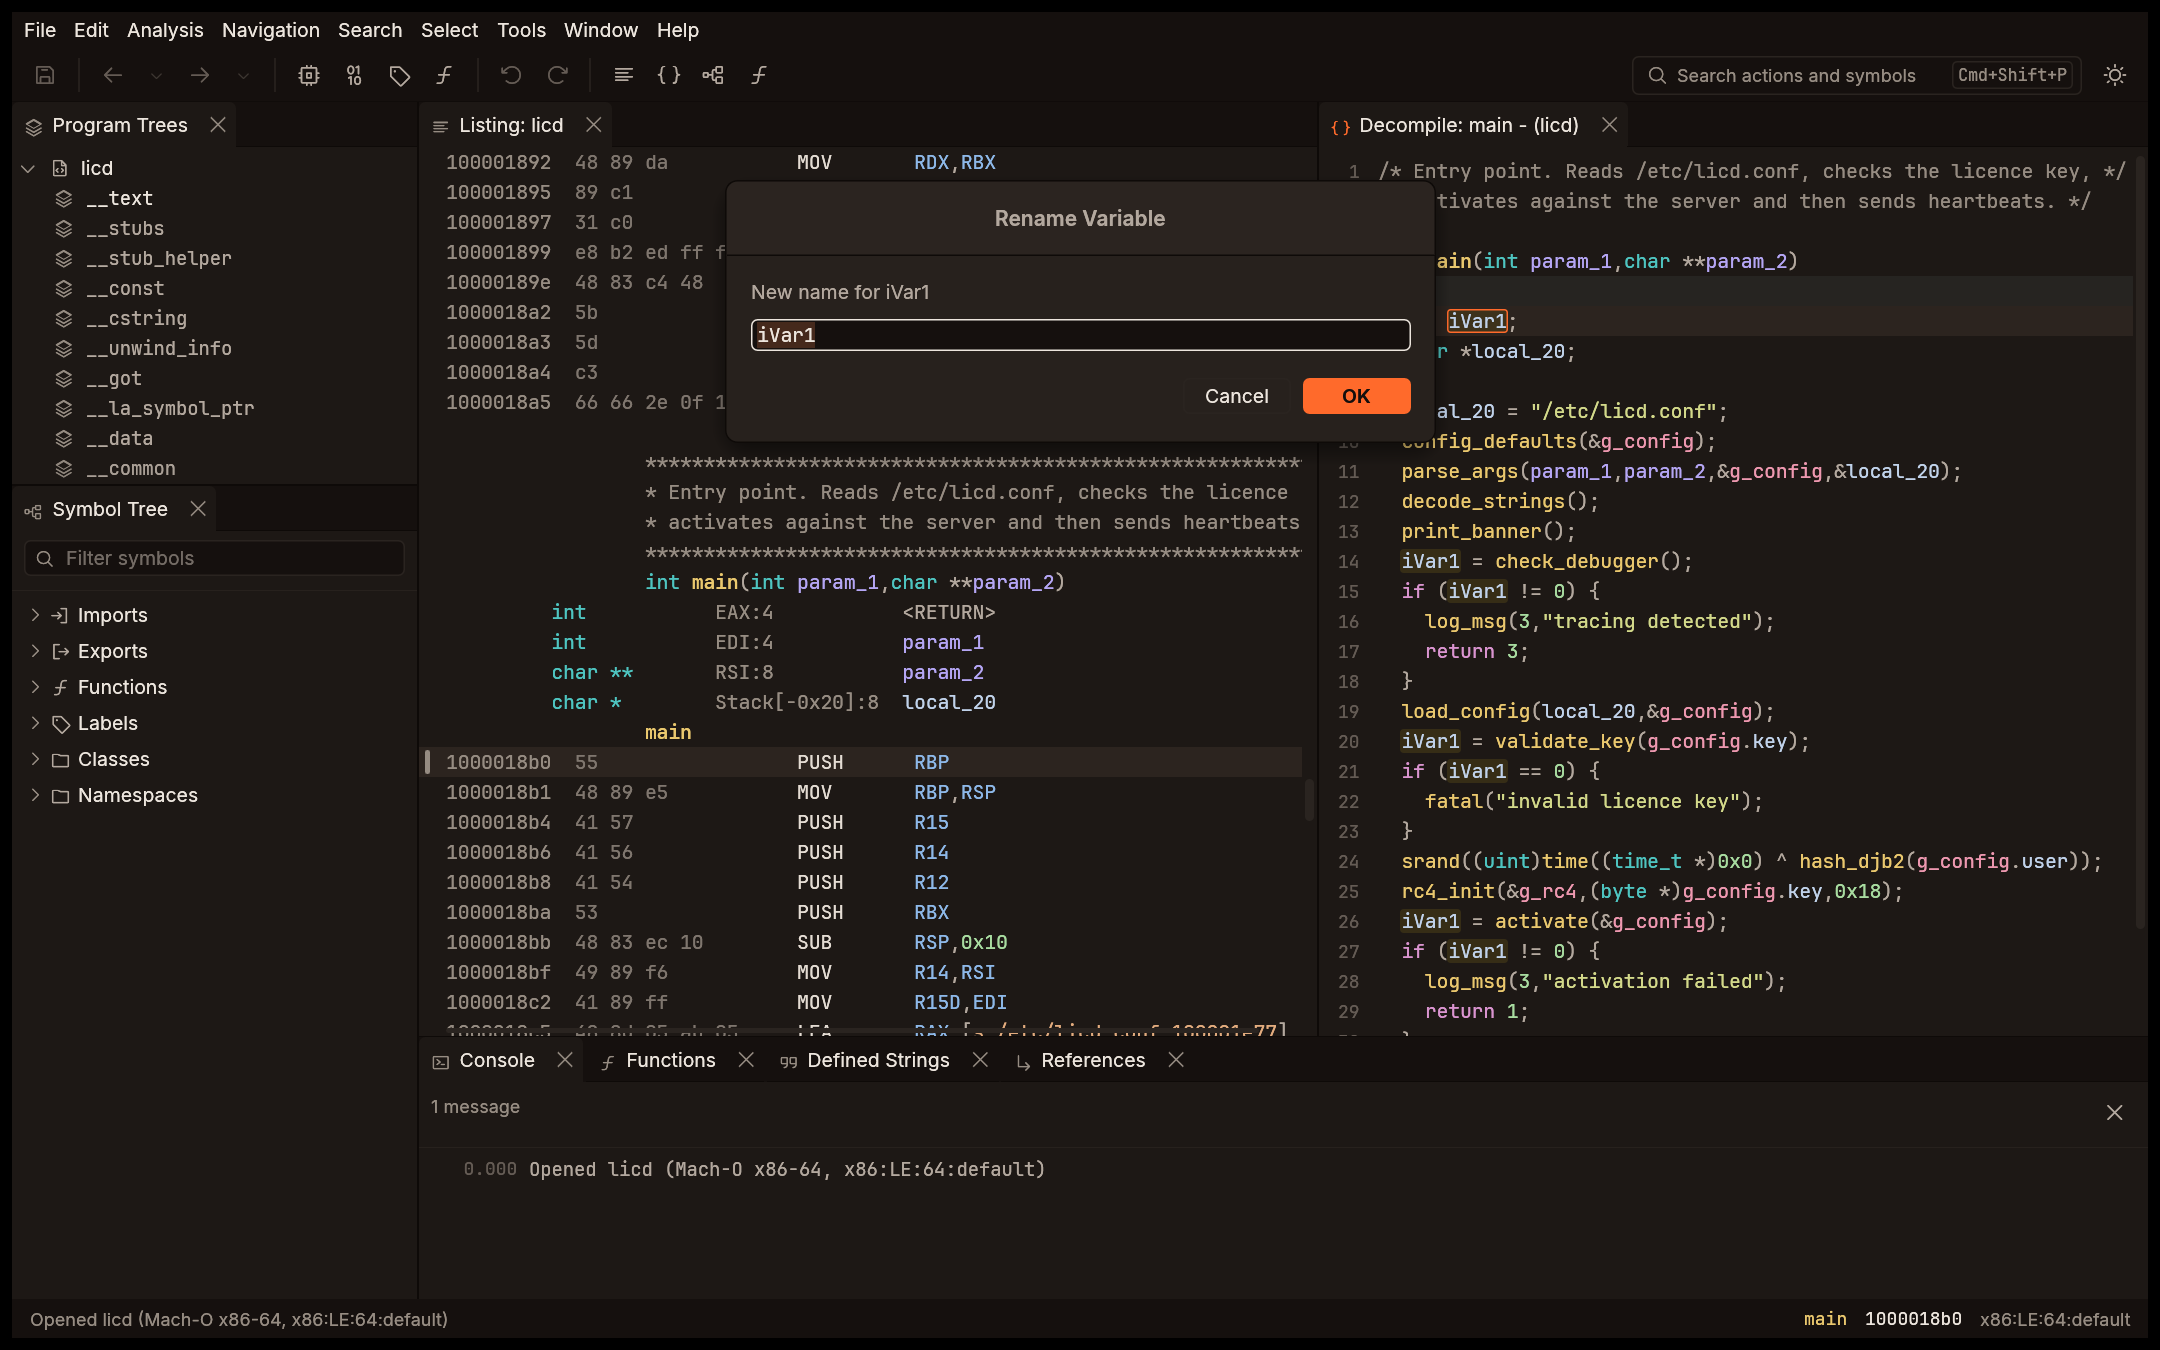 File Edit Analysis Navigation Search Select Tools Window Help
Search actions and symbols Cmd+Shift+P
Program Trees
licd
__text
__stubs
__stub_helper
__const
__cstring
__unwind_info
__got
__la_symbol_ptr
__data
__common
Symbol Tree
Filter symbols
Imports
Exports
Functions
Labels
Classes
Namespaces
Listing: licd
100001892 48 89 da MOV RDX,RBX
100001895 89 c1
100001897 31 c0
100001899 e8 b2 ed ff
10000189e 48 83 c4 48
1000018a2 5b
1000018a3 5d
1000018a4 c3
1000018a5 66 66 2e 0f
* Entry point. Reads /etc/licd.conf, checks the licence
* activates against the server and then sends heartbeats
int main(int param_1,char **param_2)
int EAX:4 <RETURN>
int EDI:4 param_1
char ** RSI:8 param_2
char * Stack[-0x20]:8 local_20
main
1000018b0 55 PUSH RBP
1000018b1 48 89 e5 MOV RBP,RSP
1000018b4 41 57 PUSH R15
1000018b6 41 56 PUSH R14
1000018b8 41 54 PUSH R12
1000018ba 53 PUSH RBX
1000018bb 48 83 ec 10 SUB RSP,0x10
1000018bf 49 89 f6 MOV R14,RSI
1000018c2 41 89 ff MOV R15D,EDI
Rename Variable
New name for iVar1
iVar1
Cancel OK
Decompile: main - (licd)
1 /* Entry point. Reads /etc/licd.conf, checks the licence key, */
tivates against the server and then sends heartbeats. */
ain(int param_1,char **param_2)
iVar1;
r *local_20;
al_20 = "/etc/licd.conf";
config_defaults(&g_config);
11 parse_args(param_1,param_2,&g_config,&local_20);
12 decode_strings();
13 print_banner();
14 iVar1 = check_debugger();
15 if (iVar1 != 0) {
16 log_msg(3,"tracing detected");
17 return 3;
18 }
19 load_config(local_20,&g_config);
20 iVar1 = validate_key(g_config.key);
21 if (iVar1 == 0) {
22 fatal("invalid licence key");
23 }
24 srand((uint)time((time_t *)0x0) ^ hash_djb2(g_config.user));
25 rc4_init(&g_rc4,(byte *)g_config.key,0x18);
26 iVar1 = activate(&g_config);
27 if (iVar1 != 0) {
28 log_msg(3,"activation failed");
29 return 1;
Console Functions Defined Strings References
1 message
0.000 Opened licd (Mach-O x86-64, x86:LE:64:default)
Opened licd (Mach-O x86-64, x86:LE:64:default)
main 1000018b0 x86:LE:64:default